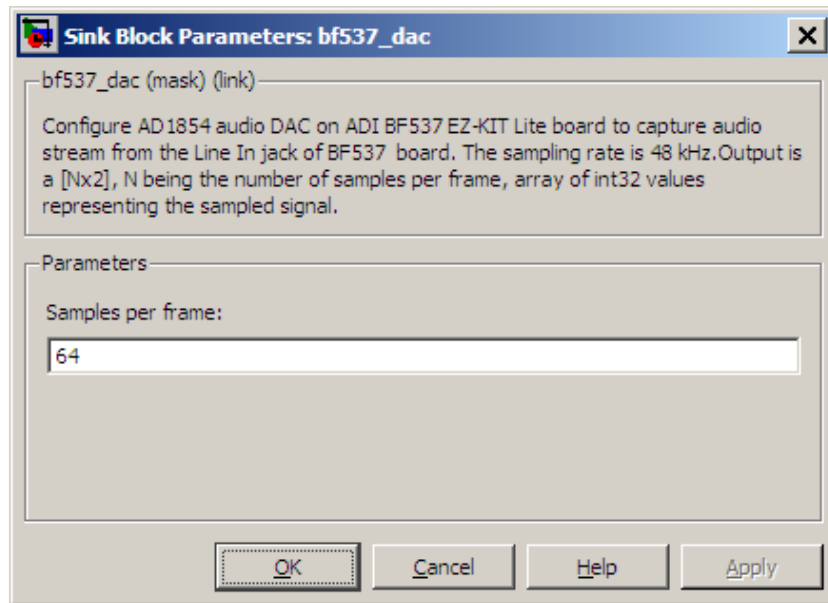 Sink Block Parameters: bf537_dac
bf537_dac (mask) (link)
Configure AD1854 audio DAC on ADI BF537 EZ-KIT Lite board to capture audio
stream from the Line In jack of BF537  board. The sampling rate is 48 kHz.Output is
a [Nx2], N being the number of samples per frame, array of int32 values
representing the sampled signal.
Parameters
Samples per frame:
64
OK Cancel Help Apply